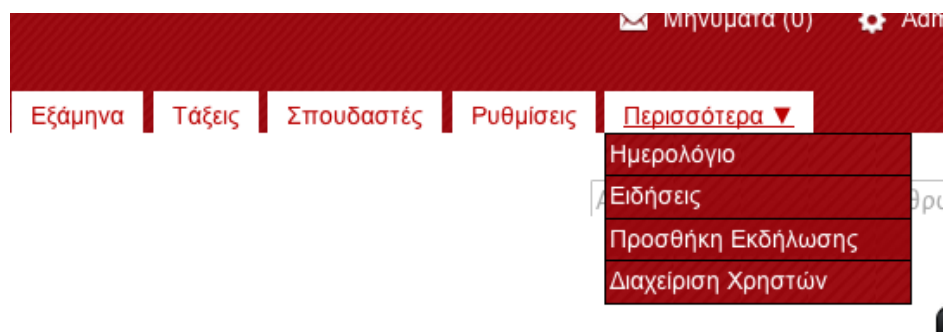 Μηνύματα (0)
Εξάμηνα Τάξεις Σπουδαστές Ρυθμίσεις Περισσότερα ▼
Ημερολόγιο
Ειδήσεις
Προσθήκη Εκδήλωσης
Διαχείριση Χρηστών